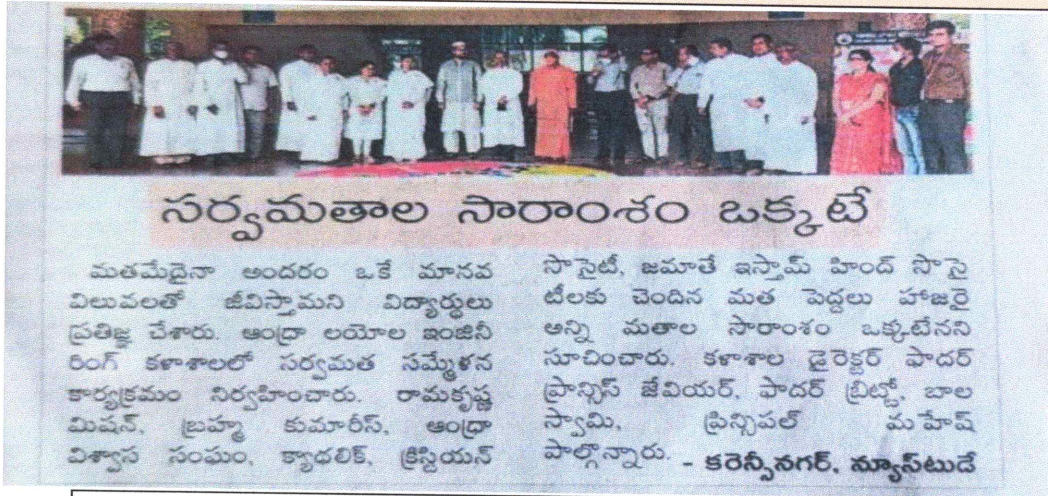 సర్వమతాల సారాంశం ఒక్కటే
మతమేదైనా అందరం ఒకే మానవ
విలువలతో జీవిస్తామని విద్యార్థులు
ప్రతిజ్ఞ చేశారు. ఆంధ్రా లయోల ఇంజినీ
రింగ్ కళాశాలలో సర్వమత సమ్మేళన
కార్యక్రమం నిర్వహించారు. రామకృష్ణ
మిషన్, బ్రహ్మ కుమారీస్, ఆంధ్రా
విశ్వాస సంఘం, క్యాథలిక్, క్రిస్టియన్
సొసైటీ, జమాతే ఇస్లామ్ హింద్ సొసై
టీలకు చెందిన మత పెద్దలు హాజరై
అన్ని మతాల సారాంశం ఒక్కటేనని
సూచించారు. కళాశాల డైరెక్టర్ ఫాదర్
ఫ్రాన్సిస్ జేవియర్, ఫాదర్ బ్రిట్టో, బాల
స్వామి, ప్రిన్సిపల్ మహేష్
పాల్గొన్నారు. - కరెన్సీనగర్, న్యూస్‌టుడే